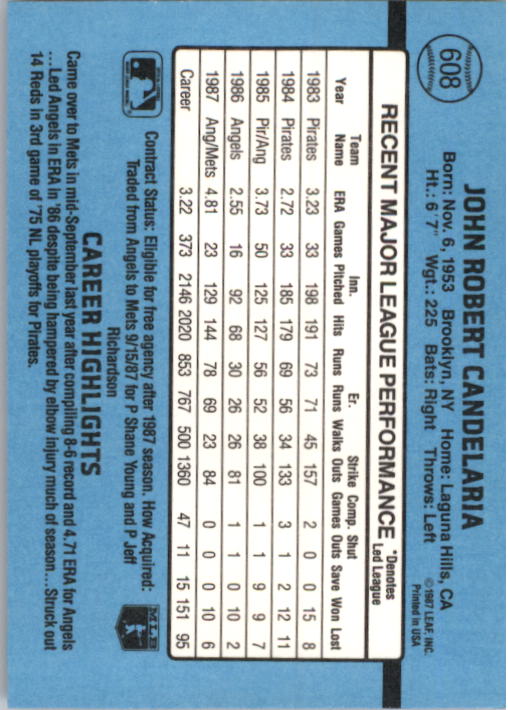 608
JOHN ROBERT CANDELARIA
Born: Nov. 6, 1953 Brooklyn, NY Home: Laguna Hills, CA
Ht.: 6'7" Wgt.: 225 Bats: Right Throws: Left
©1987 LEAF, INC.
Printed in USA
RECENT MAJOR LEAGUE PERFORMANCE
*Denotes
Led League
Year Team Name ERA Games Inn. Pitched Hits Runs Er. Runs Walks Strike Outs Comp. Games Shut Outs Save Won Lost
1983 Pirates 3.23 33 198 191 73 71 45 157 2 0 0 15 8
1984 Pirates 2.72 33 185 179 69 56 34 133 3 1 2 12 11
1985 Pir/Ang 3.73 50 125 127 56 52 38 100 1 1 9 9 7
1986 Angels 2.55 16 92 68 30 26 26 81 1 1 0 10 2
1987 Ang/Mets 4.81 23 129 144 78 69 23 84 0 0 0 10 6
Career 3.22 373 2146 2020 853 767 500 1360 47 11 15 151 95
Contract Status: Eligible for free agency after 1987 season. How Acquired:
Traded from Angels to Mets 9/15/87 for P Shane Young and P Jeff
Richardson
MLB
CAREER HIGHLIGHTS
Came over to Mets in mid-September last year after compiling 8-6 record and 4.71 ERA for Angels
...Led Angels in ERA in '86 despite being hampered by elbow injury much of season...Struck out
14 Reds in 3rd game of '75 NL playoffs for Pirates.